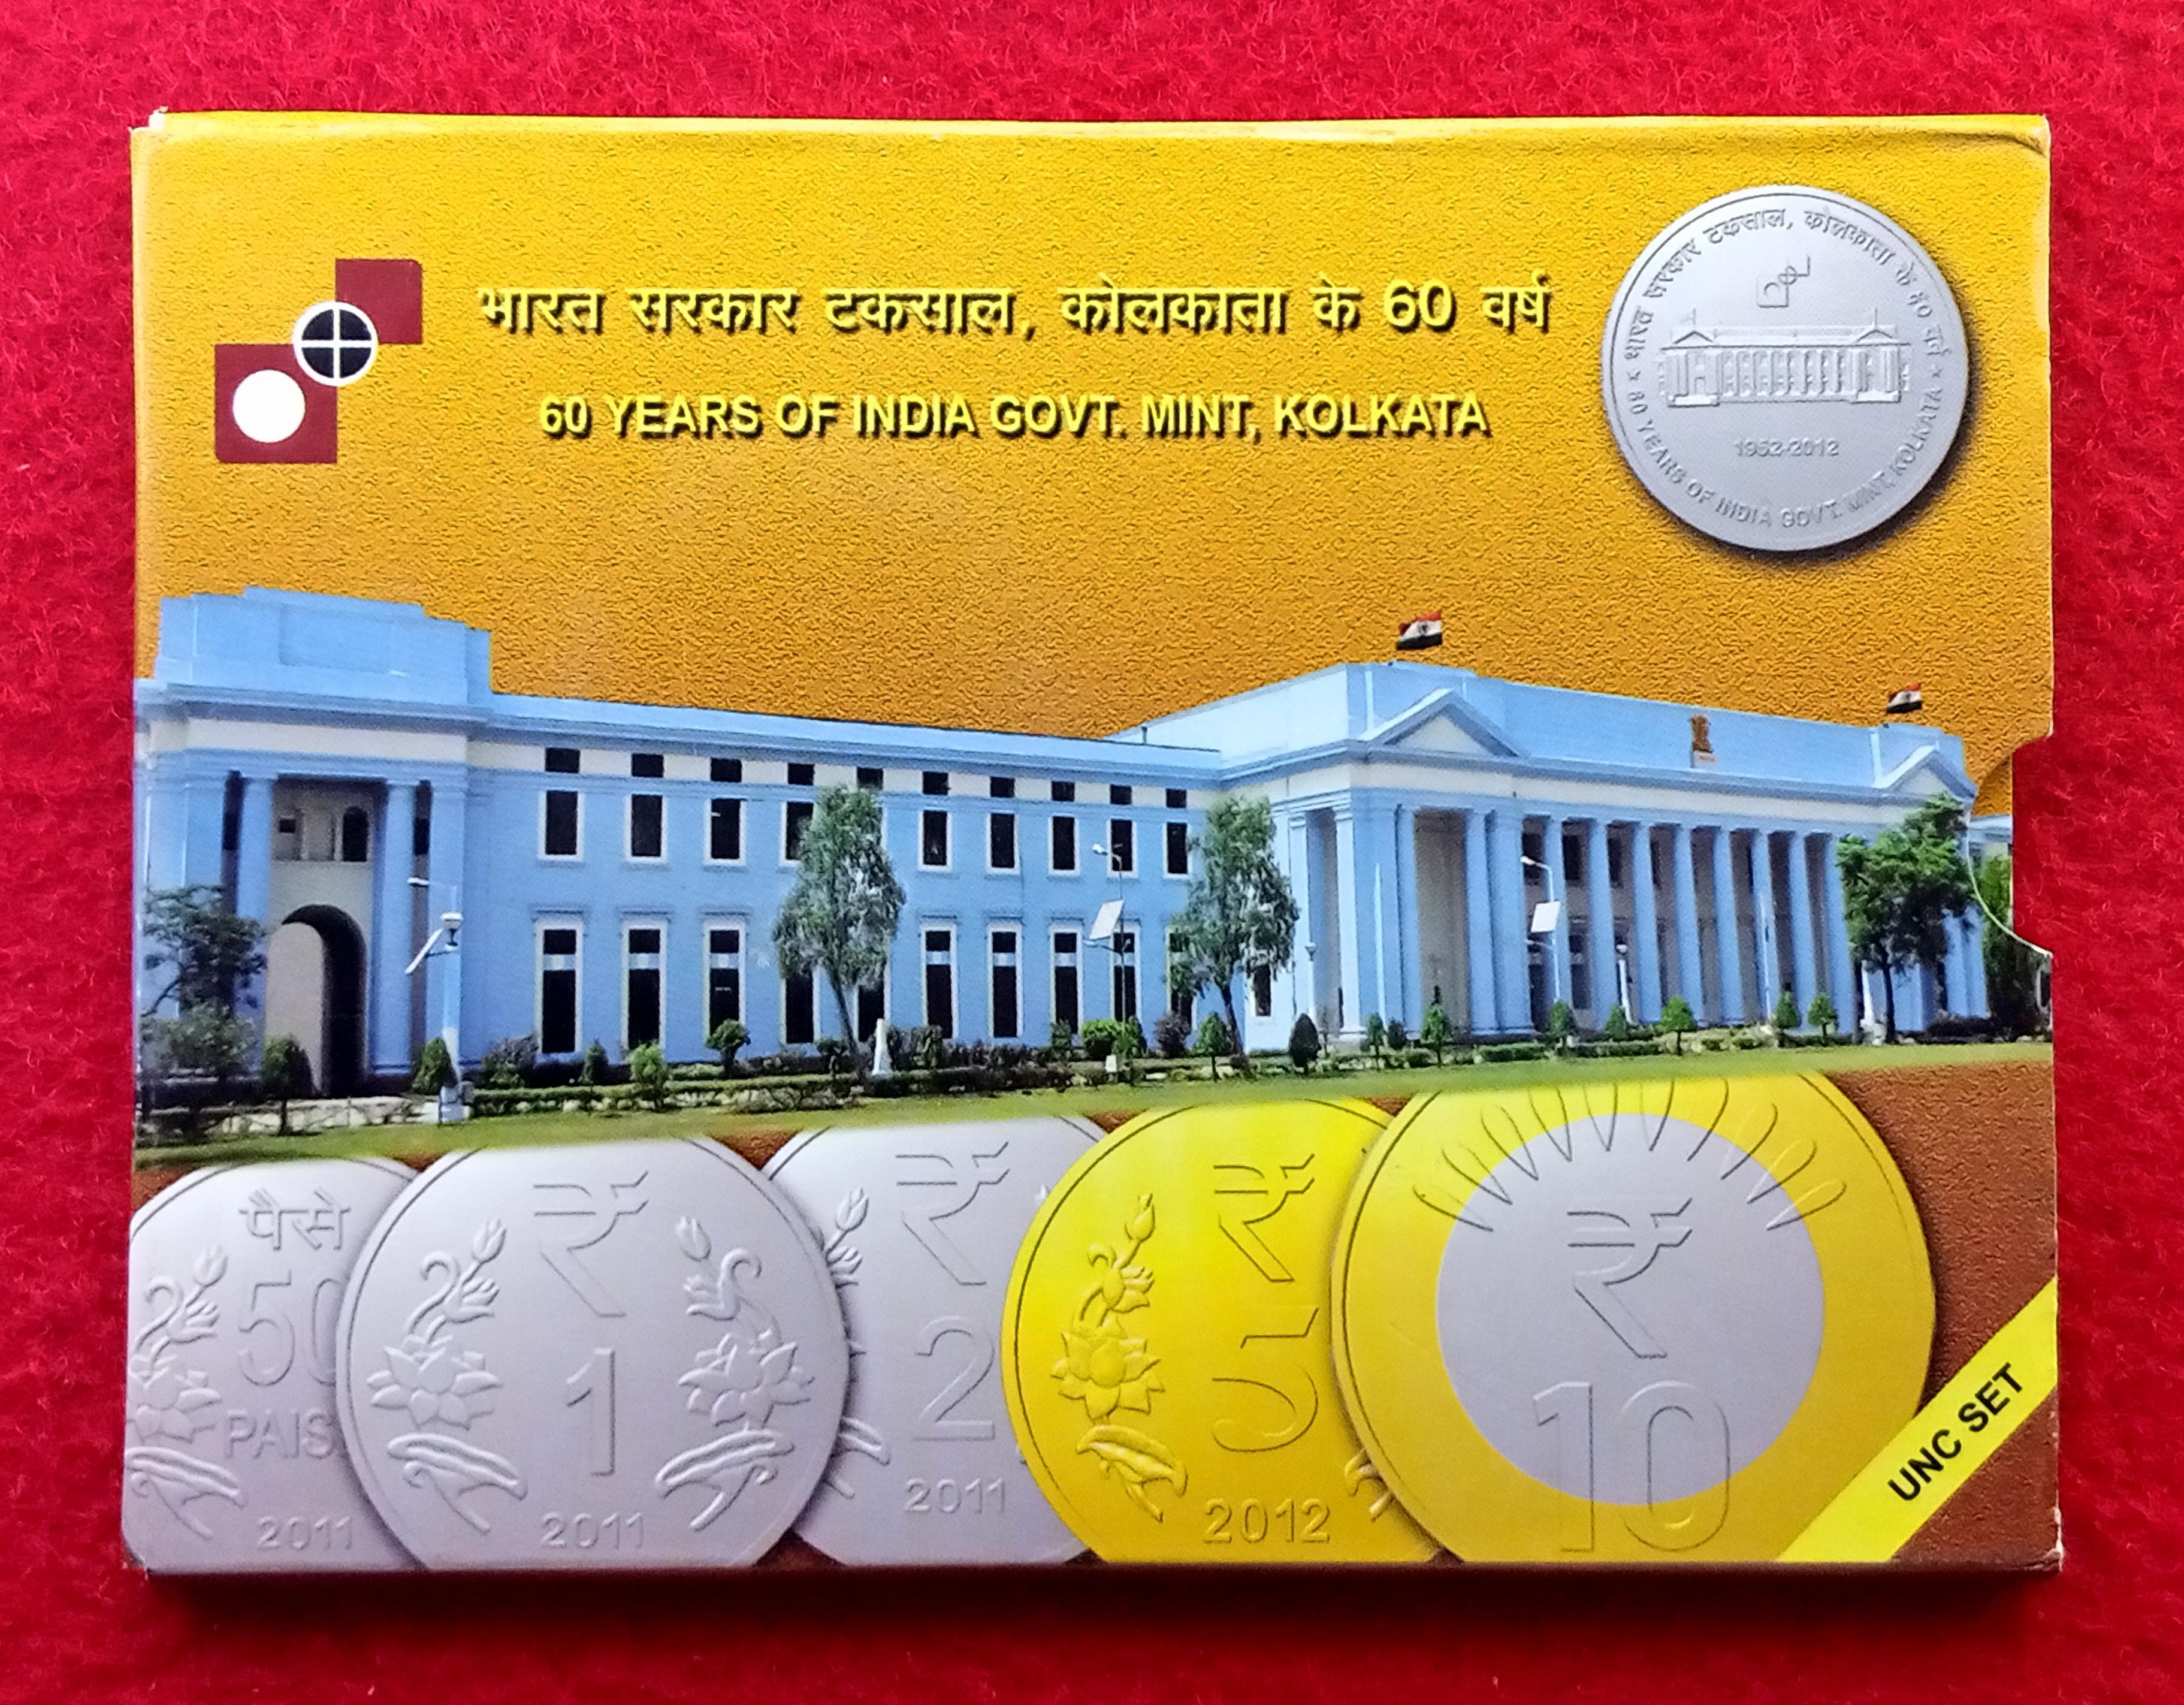 भारत सरकार टकसाल, कोलकाता के 60 वर्ष
60 YEARS OF INDIA GOVT. MINT, KOLKATA
भारत सरकार टकसाल, कोलकाता के ६० वर्ष
1952-2012
60 YEARS OF INDIA GOVT. MINT, KOLKATA
पैसे
50
PAIS
2011
₹
1
2011
₹
2
2011
₹
5
2012
₹
10
UNC SET